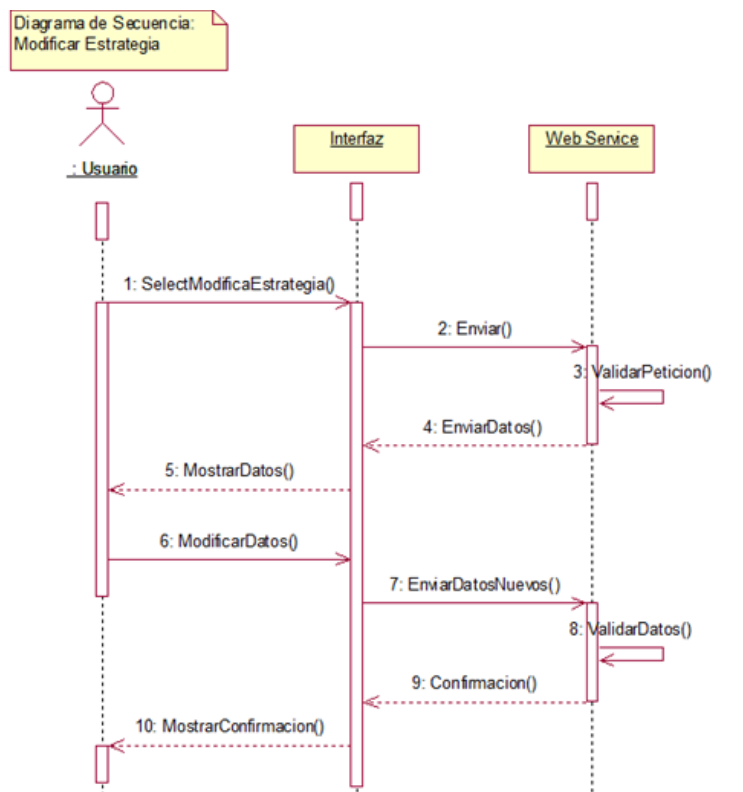 Diagrama de Secuencia:
Modificar Estrategia
: Usuario
Interfaz
Web Service
1: SelectModificaEstrategia()
2: Enviar()
3: ValidarPeticion()
4: EnviarDatos()
5: MostrarDatos()
6: ModificarDatos()
7: EnviarDatosNuevos()
8: ValidarDatos()
9: Confirmacion()
10: MostrarConfirmacion()